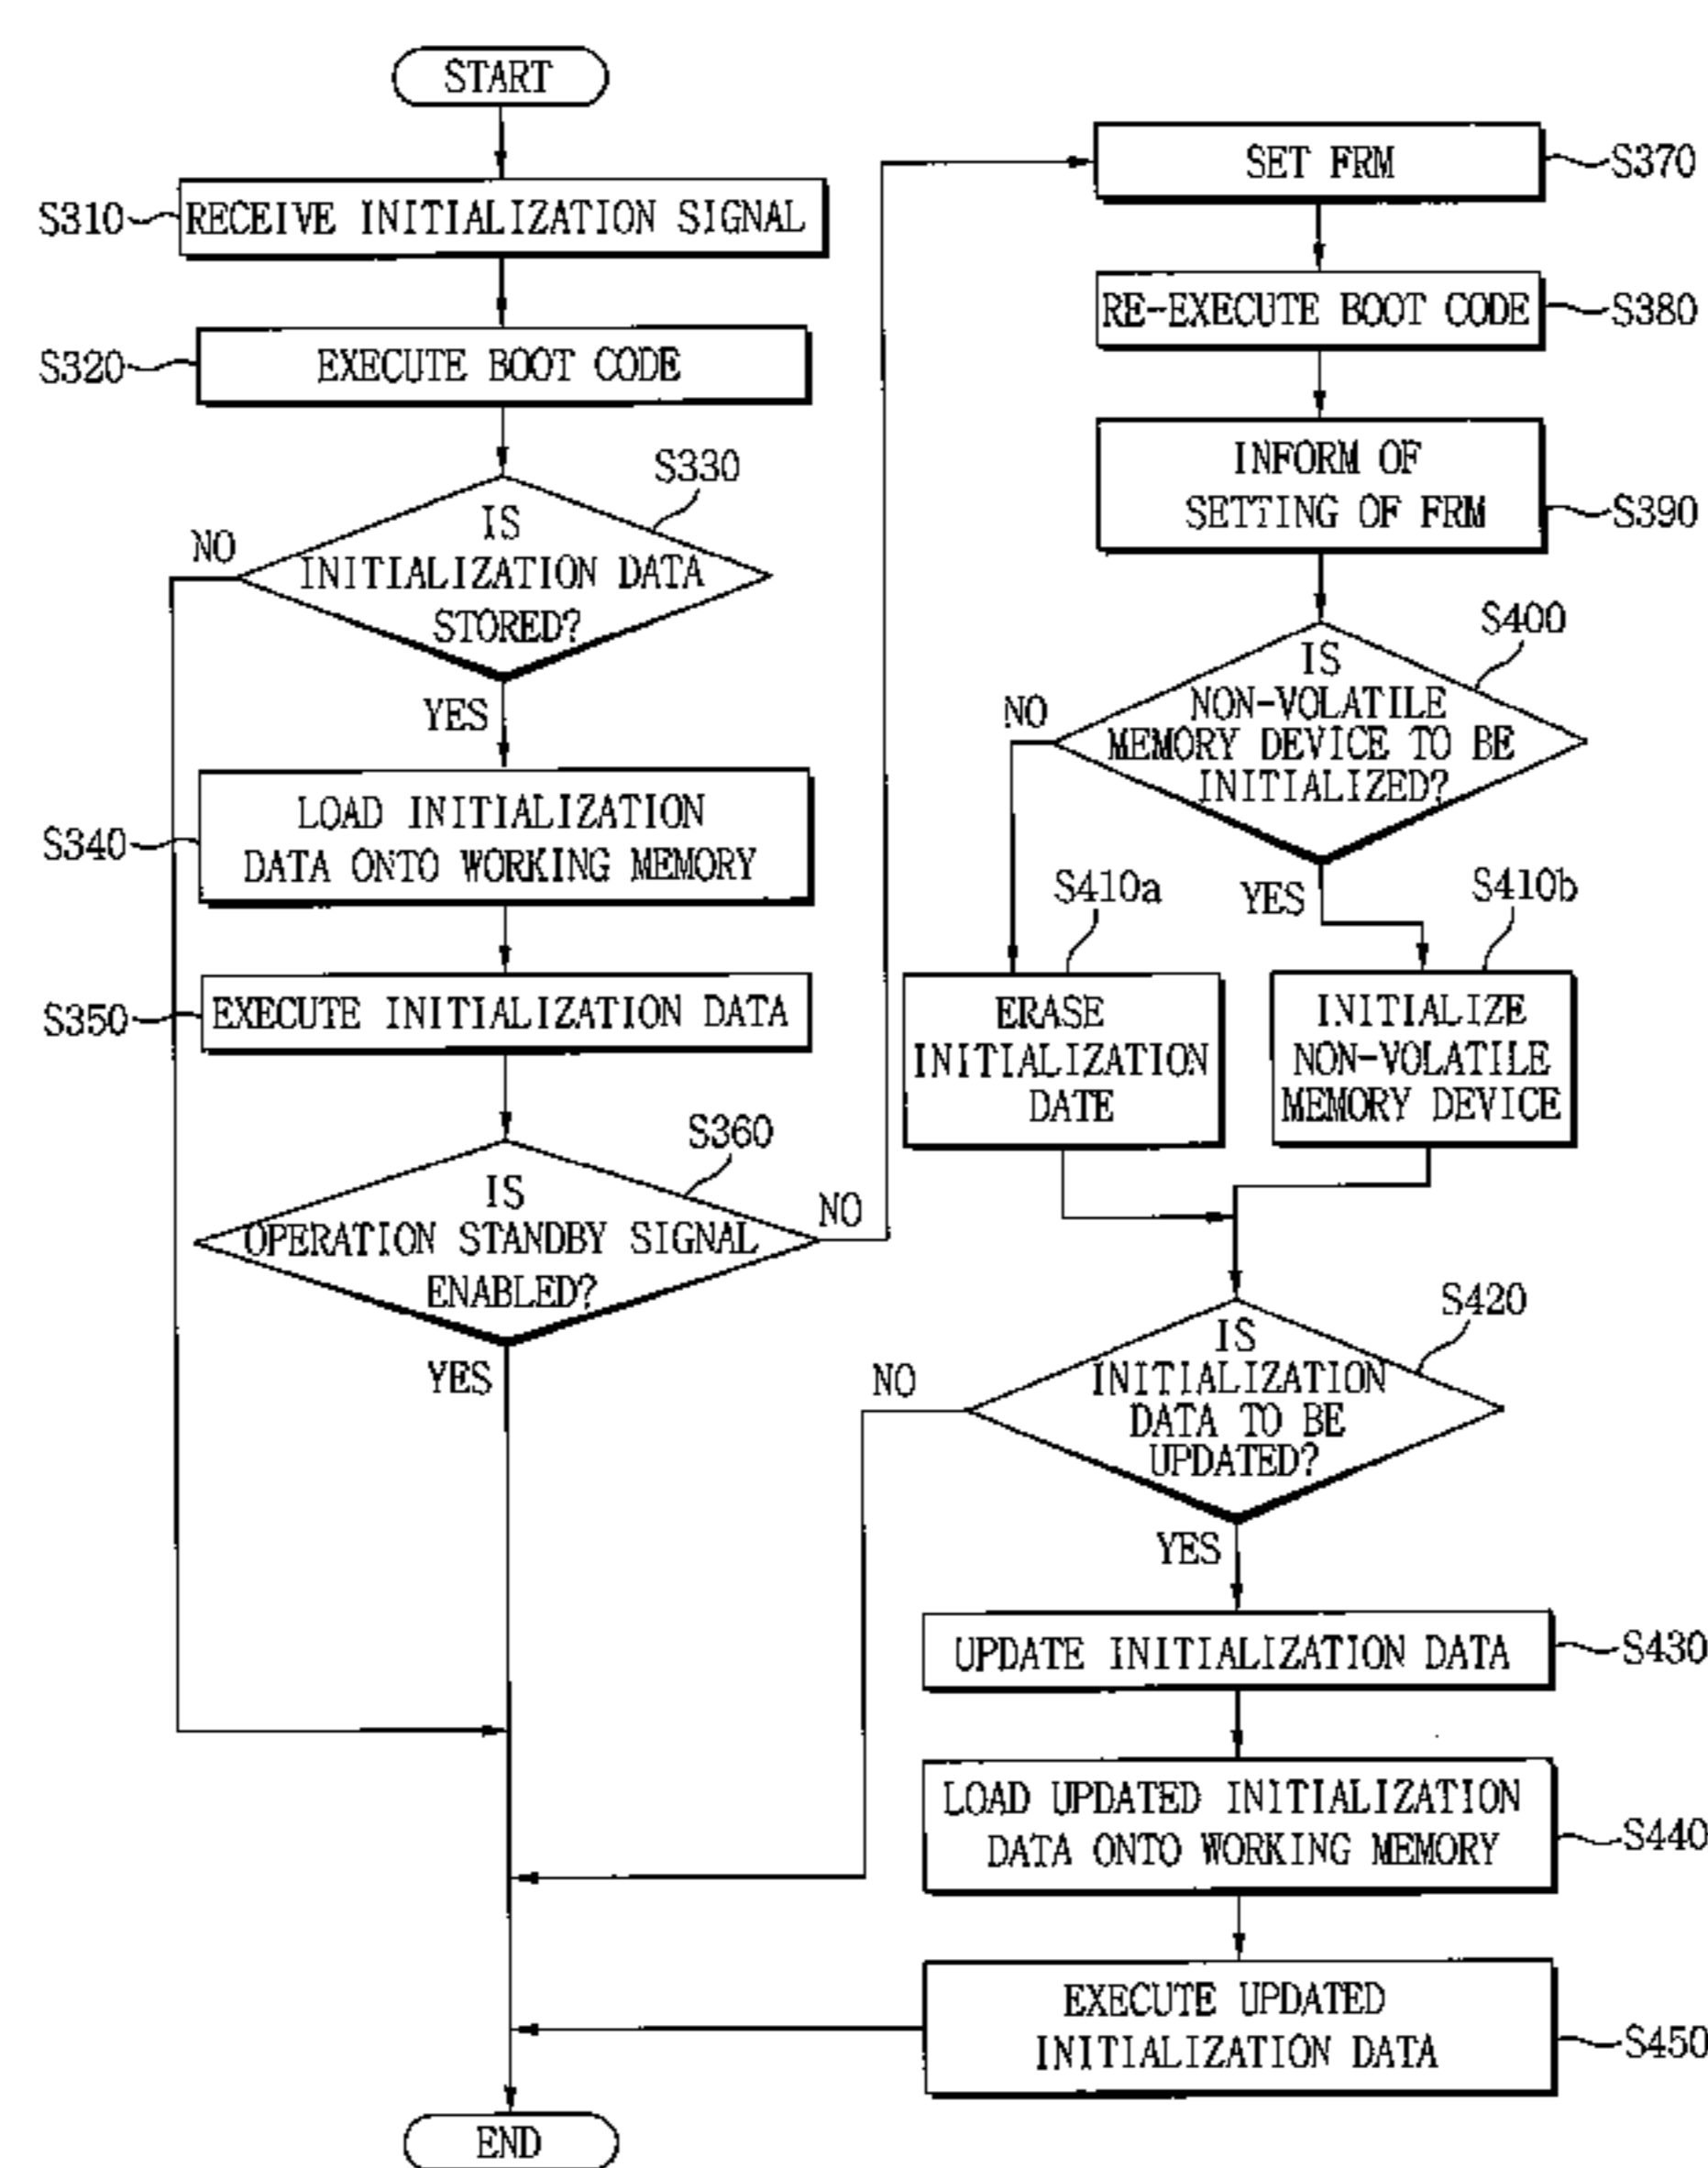 START
S310
RECEIVE INITIALIZATION SIGNAL
S320
EXECUTE BOOT CODE
S330
IS
INITIALIZATION DATA
STORED?
NO
YES
S340
LOAD INITIALIZATION
DATA ONTO WORKING MEMORY
S350
EXECUTE INITIALIZATION DATA
S360
IS
OPERATION STANDBY SIGNAL
ENABLED?
NO
YES
SET FRM
S370
RE-EXECUTE BOOT CODE
S380
INFORM OF
SETTING OF FRM
S390
S400
IS
NON-VOLATILE
MEMORY DEVICE TO BE
INITIALIZED?
NO
YES
S410a
ERASE
INITIALIZATION
DATE
S410b
INITIALIZE
NON-VOLATILE
MEMORY DEVICE
S420
IS
INITIALIZATION
DATA TO BE
UPDATED?
NO
YES
UPDATE INITIALIZATION DATA
S430
LOAD UPDATED INITIALIZATION
DATA ONTO WORKING MEMORY
S440
EXECUTE UPDATED
INITIALIZATION DATA
S450
END